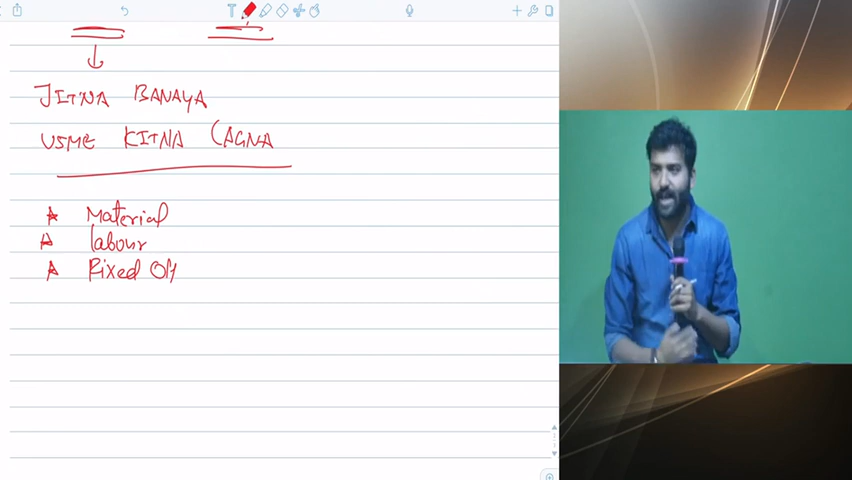 JITNA BANAYA
USME KITNA LAGNA
Material
labour
Fixed OH